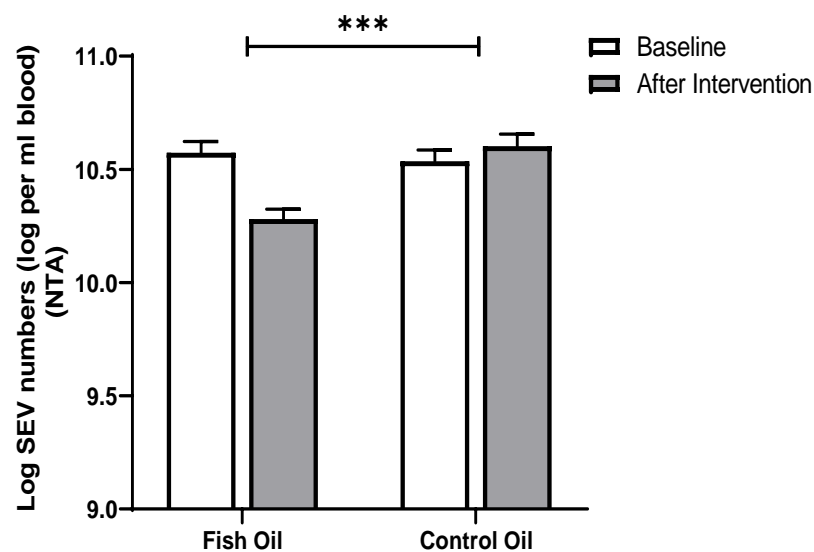 ***
Baseline
After Intervention
Log SEV numbers (log per ml blood)
(NTA)
11.0
10.5
10.0
9.5
9.0
Fish Oil
Control Oil